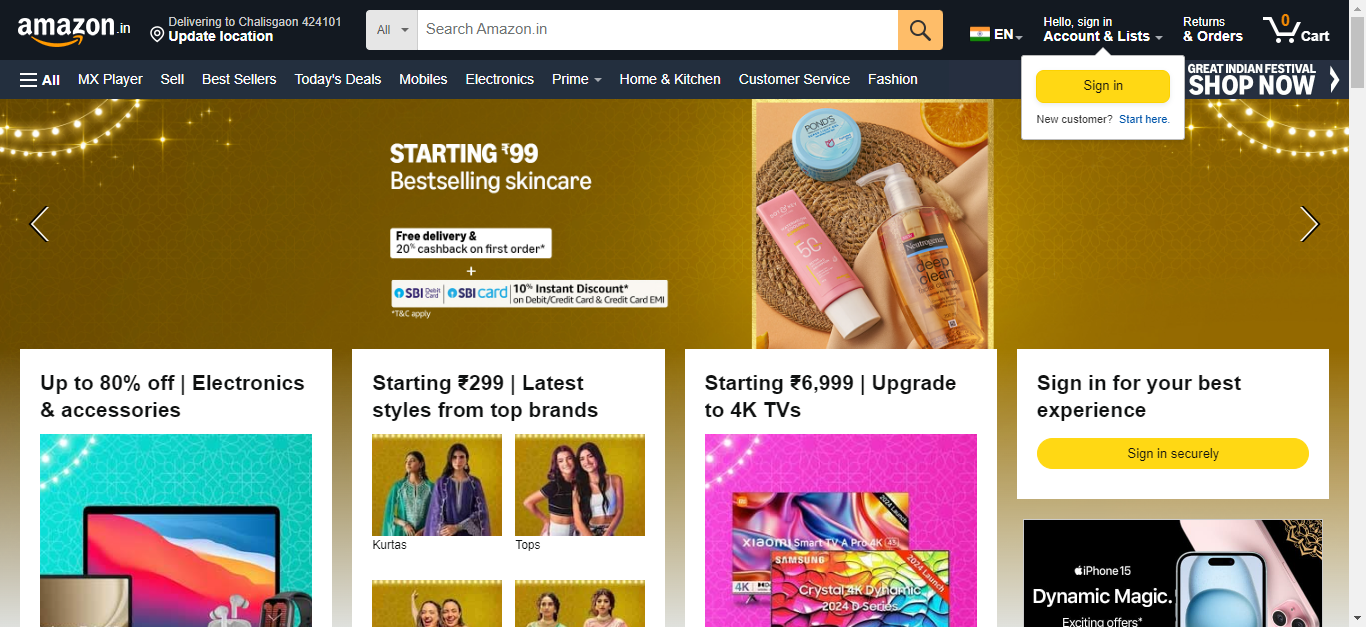 amazon.in
Delivering to Chalisgaon 424101
Update location
All
Search Amazon.in
EN
Hello, sign in
Account & Lists
Returns
& Orders
0
Cart
All
MX Player
Sell
Best Sellers
Today's Deals
Mobiles
Electronics
Prime
Home & Kitchen
Customer Service
Fashion
GREAT INDIAN FESTIVAL
SHOP NOW
Sign in
New customer? Start here.
STARTING ₹99
Bestselling skincare
Free delivery &
20% cashback on first order*
+
SBI Debit Card
SBI card
10% Instant Discount*
on Debit/Credit Card & Credit Card EMI
*T&C apply
POND'S
50
Neutrogena
deep
clean
Up to 80% off | Electronics
& accessories
Starting ₹299 | Latest
styles from top brands
Kurtas
Tops
Starting ₹6,999 | Upgrade
to 4K TVs
2024 Launch
xiaomi Smart TV A Pro 4K
SAMSUNG
2024 Launch
4K
Crystal 4K Dynamic
2024 D Series
Sign in for your best
experience
Sign in securely
iPhone 15
Dynamic Magic.
Exciting offers*